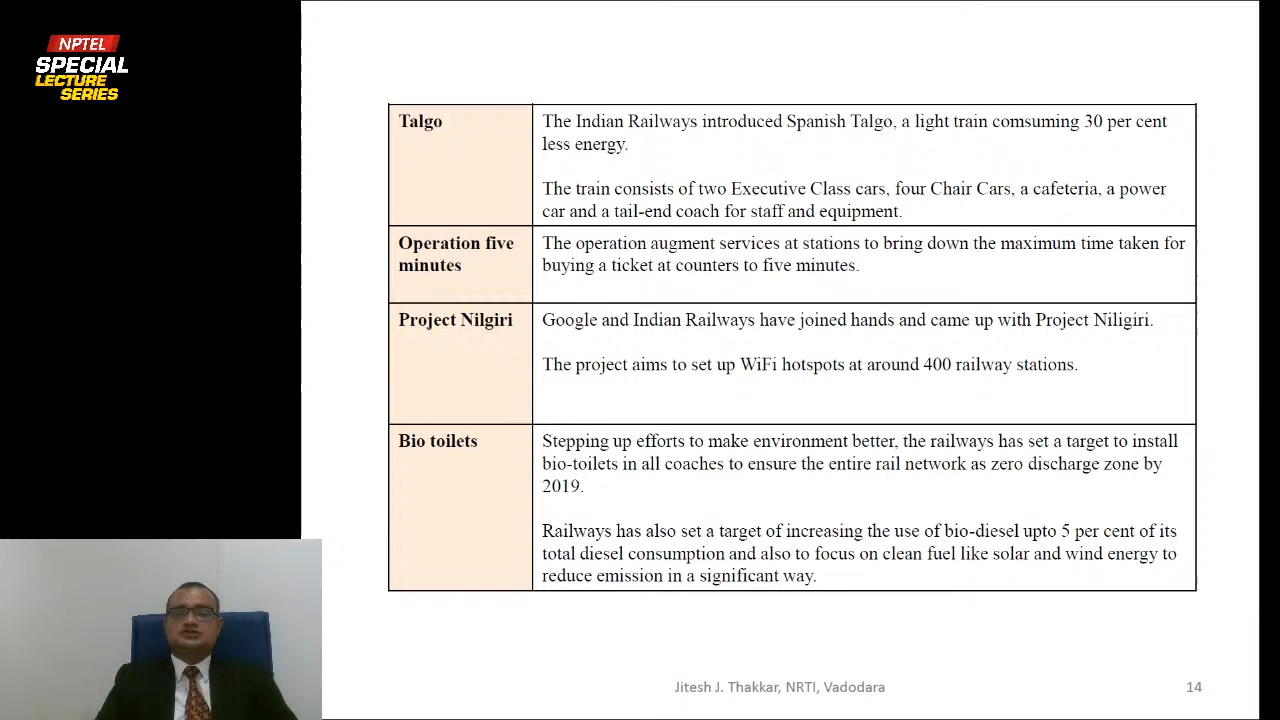 NPTEL
SPECIAL
LECTURE
SERIES
Talgo
The Indian Railways introduced Spanish Talgo, a light train comsuming 30 per cent
less energy.
The train consists of two Executive Class cars, four Chair Cars, a cafeteria, a power
car and a tail-end coach for staff and equipment.
Operation five
minutes
The operation augment services at stations to bring down the maximum time taken for
buying a ticket at counters to five minutes.
Project Nilgiri
Google and Indian Railways have joined hands and came up with Project Niligiri.
The project aims to set up WiFi hotspots at around 400 railway stations.
Bio toilets
Stepping up efforts to make environment better, the railways has set a target to install
bio-toilets in all coaches to ensure the entire rail network as zero discharge zone by
2019.
Railways has also set a target of increasing the use of bio-diesel upto 5 per cent of its
total diesel consumption and also to focus on clean fuel like solar and wind energy to
reduce emission in a significant way.
Jitesh J. Thakkar, NRTI, Vadodara
14